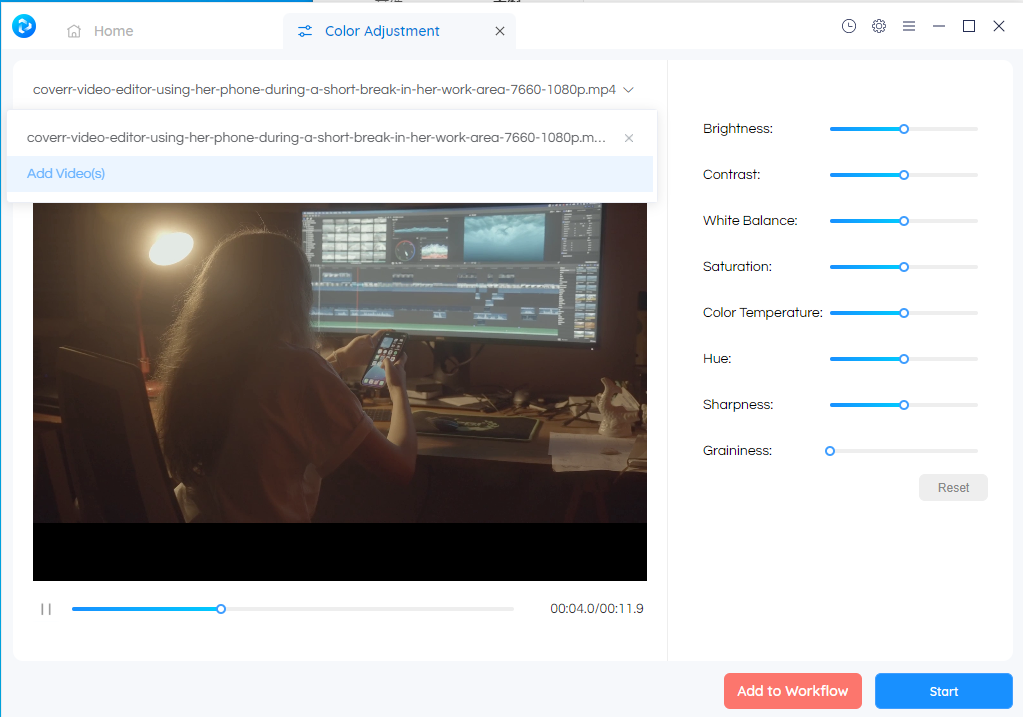 Home
Color Adjustment
coverr-video-editor-using-her-phone-during-a-short-break-in-her-work-area-7660-1080p.mp4
coverr-video-editor-using-her-phone-during-a-short-break-in-her-work-area-7660-1080p.m...
Add Video(s)
Brightness:
Contrast:
White Balance:
Saturation:
Color Temperature:
Hue:
Sharpness:
Graininess:
Reset
00:04.0/00:11.9
Add to Workflow
Start